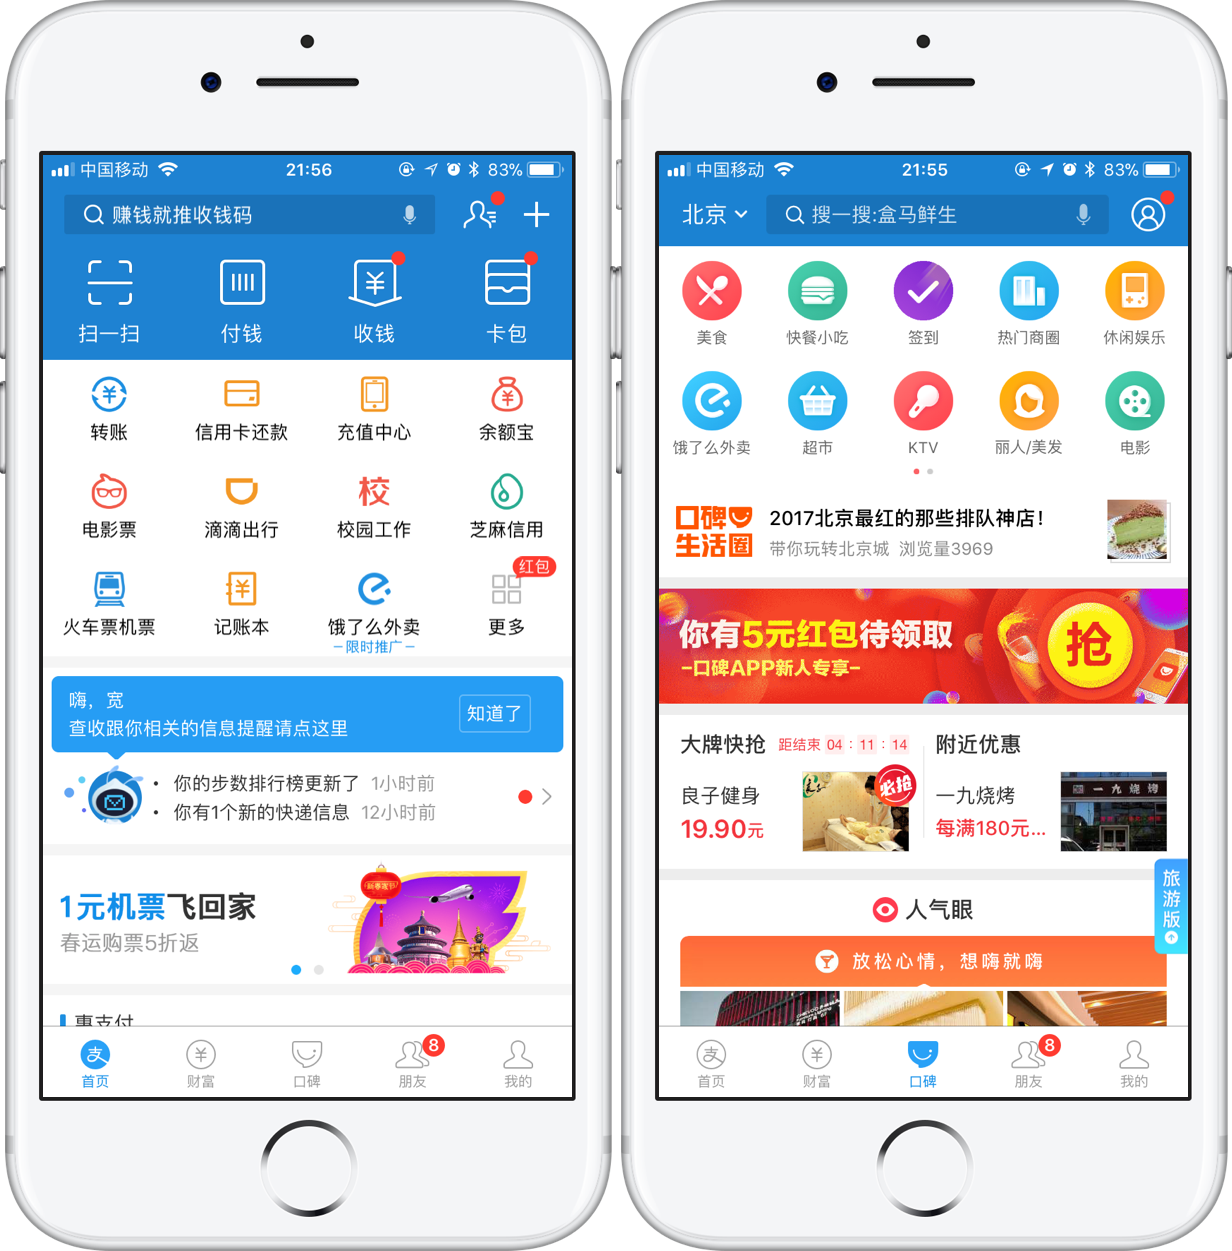 中国移动
21:56
83%
赚钱就推收钱码
扫一扫
付钱
收钱
卡包
转账
信用卡还款
充值中心
余额宝
电影票
滴滴出行
校
校园工作
芝麻信用
红包
火车票机票
记账本
饿了么外卖
更多
限时推广
嗨，宽
查收跟你相关的信息提醒请点这里
知道了
你的步数排行榜更新了 1小时前
你有1个新的快递信息 12小时前
1元机票飞回家
春运购票5折返
惠支付
支
首页
财富
口碑
8
朋友
我的
中国移动
21:55
83%
北京
搜一搜:盒马鲜生
美食
快餐小吃
签到
热门商圈
休闲娱乐
饿了么外卖
超市
KTV
丽人/美发
电影
口碑
生活圈
2017北京最红的那些排队神店！
带你玩转北京城 浏览量3969
你有5元红包待领取
-口碑APP新人专享-
抢
大牌快抢
距结束 04 : 11 : 14
良子健身
19.90元
必抢
附近优惠
一九烧烤
每满180元...
一九烧烤
旅游版
人气眼
放松心情，想嗨就嗨
支
首页
财富
口碑
8
朋友
我的